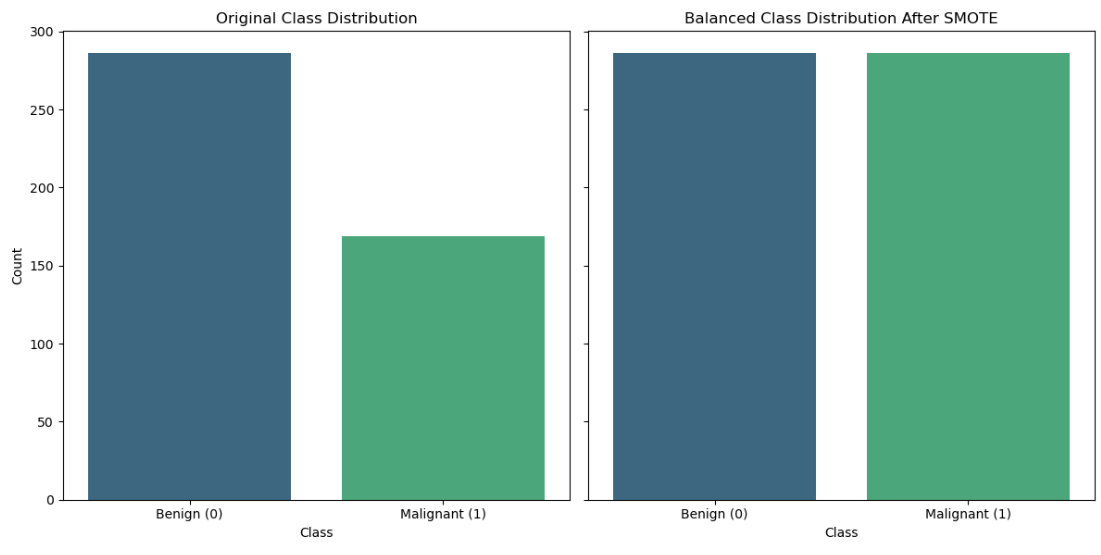 Original Class Distribution
Balanced Class Distribution After SMOTE
Count
300
250
200
150
100
50
0
Benign (0)
Malignant (1)
Class
Benign (0)
Malignant (1)
Class